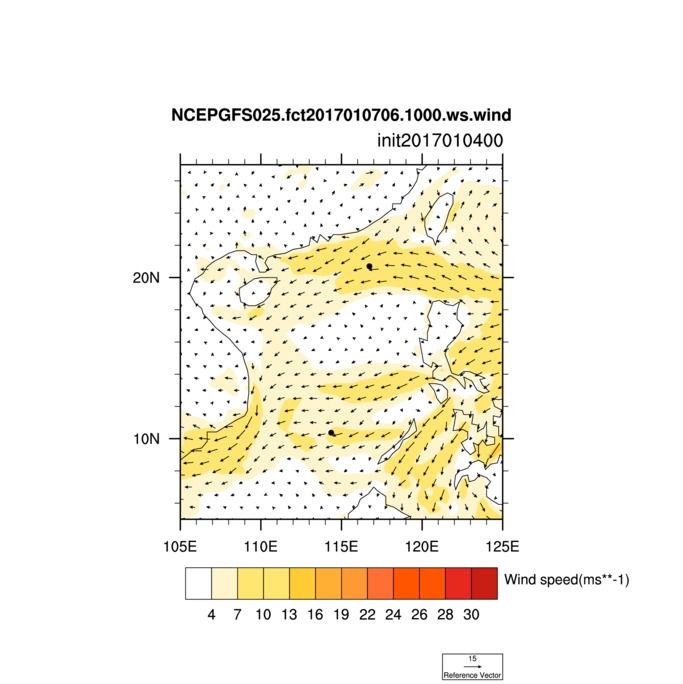 NCEPGFS025.fct2017010706.1000.ws.wind
init2017010400
20N
10N
105E 110E 115E 120E 125E
Wind speed(ms**-1)
4 7 10 13 16 19 22 24 26 28 30
15
Reference Vector